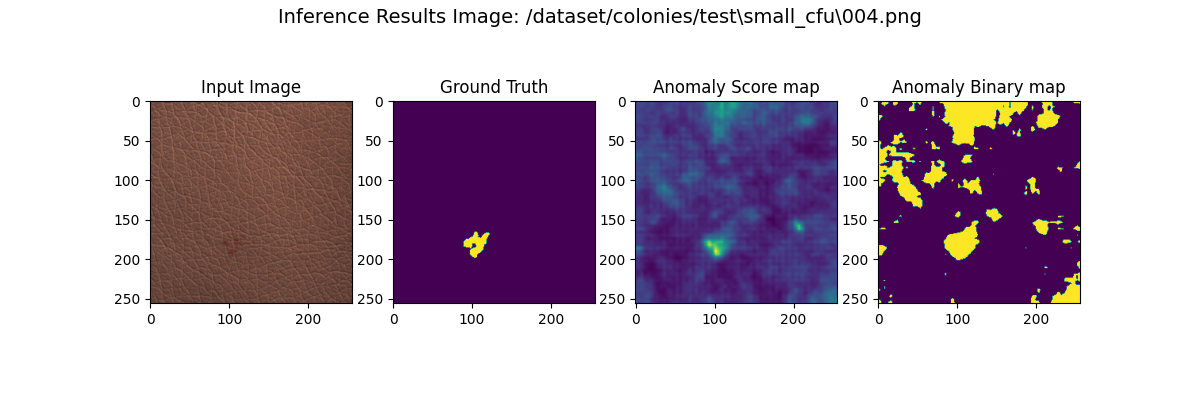 Inference Results Image: /dataset/colonies/test\small_cfu\004.png
Input Image Ground Truth Anomaly Score map Anomaly Binary map
0 0 0 0
50 50 50 50
100 100 100 100
150 150 150 150
200 200 200 200
250 250 250 250
0 100 200 0 100 200 0 100 200 0 100 200